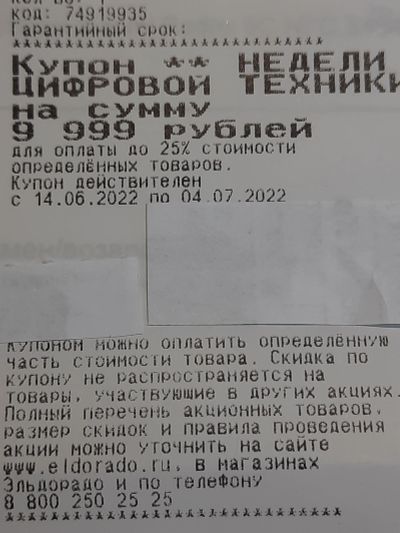 код: 74919935
Гарантийный срок:
******************************
Купон ** НЕДЕЛИ
ЦИФРОВОЙ ТЕХНИКИ
на сумму
9 999 рублей
для оплаты до 25% стоимости
определённых товаров.
Купон действителен
с 14.06.2022 по 04.07.2022
купоном можно оплатить определённую
часть стоимости товара. Скидка по
купону не распространяется на
товары, участвующие в других акциях.
Полный перечень акционных товаров,
размер скидок и правила проведения
акции можно уточнить на сайте
www.eldorado.ru, в магазинах
Эльдорадо и по телефону
8 800 250 25 25
********************************